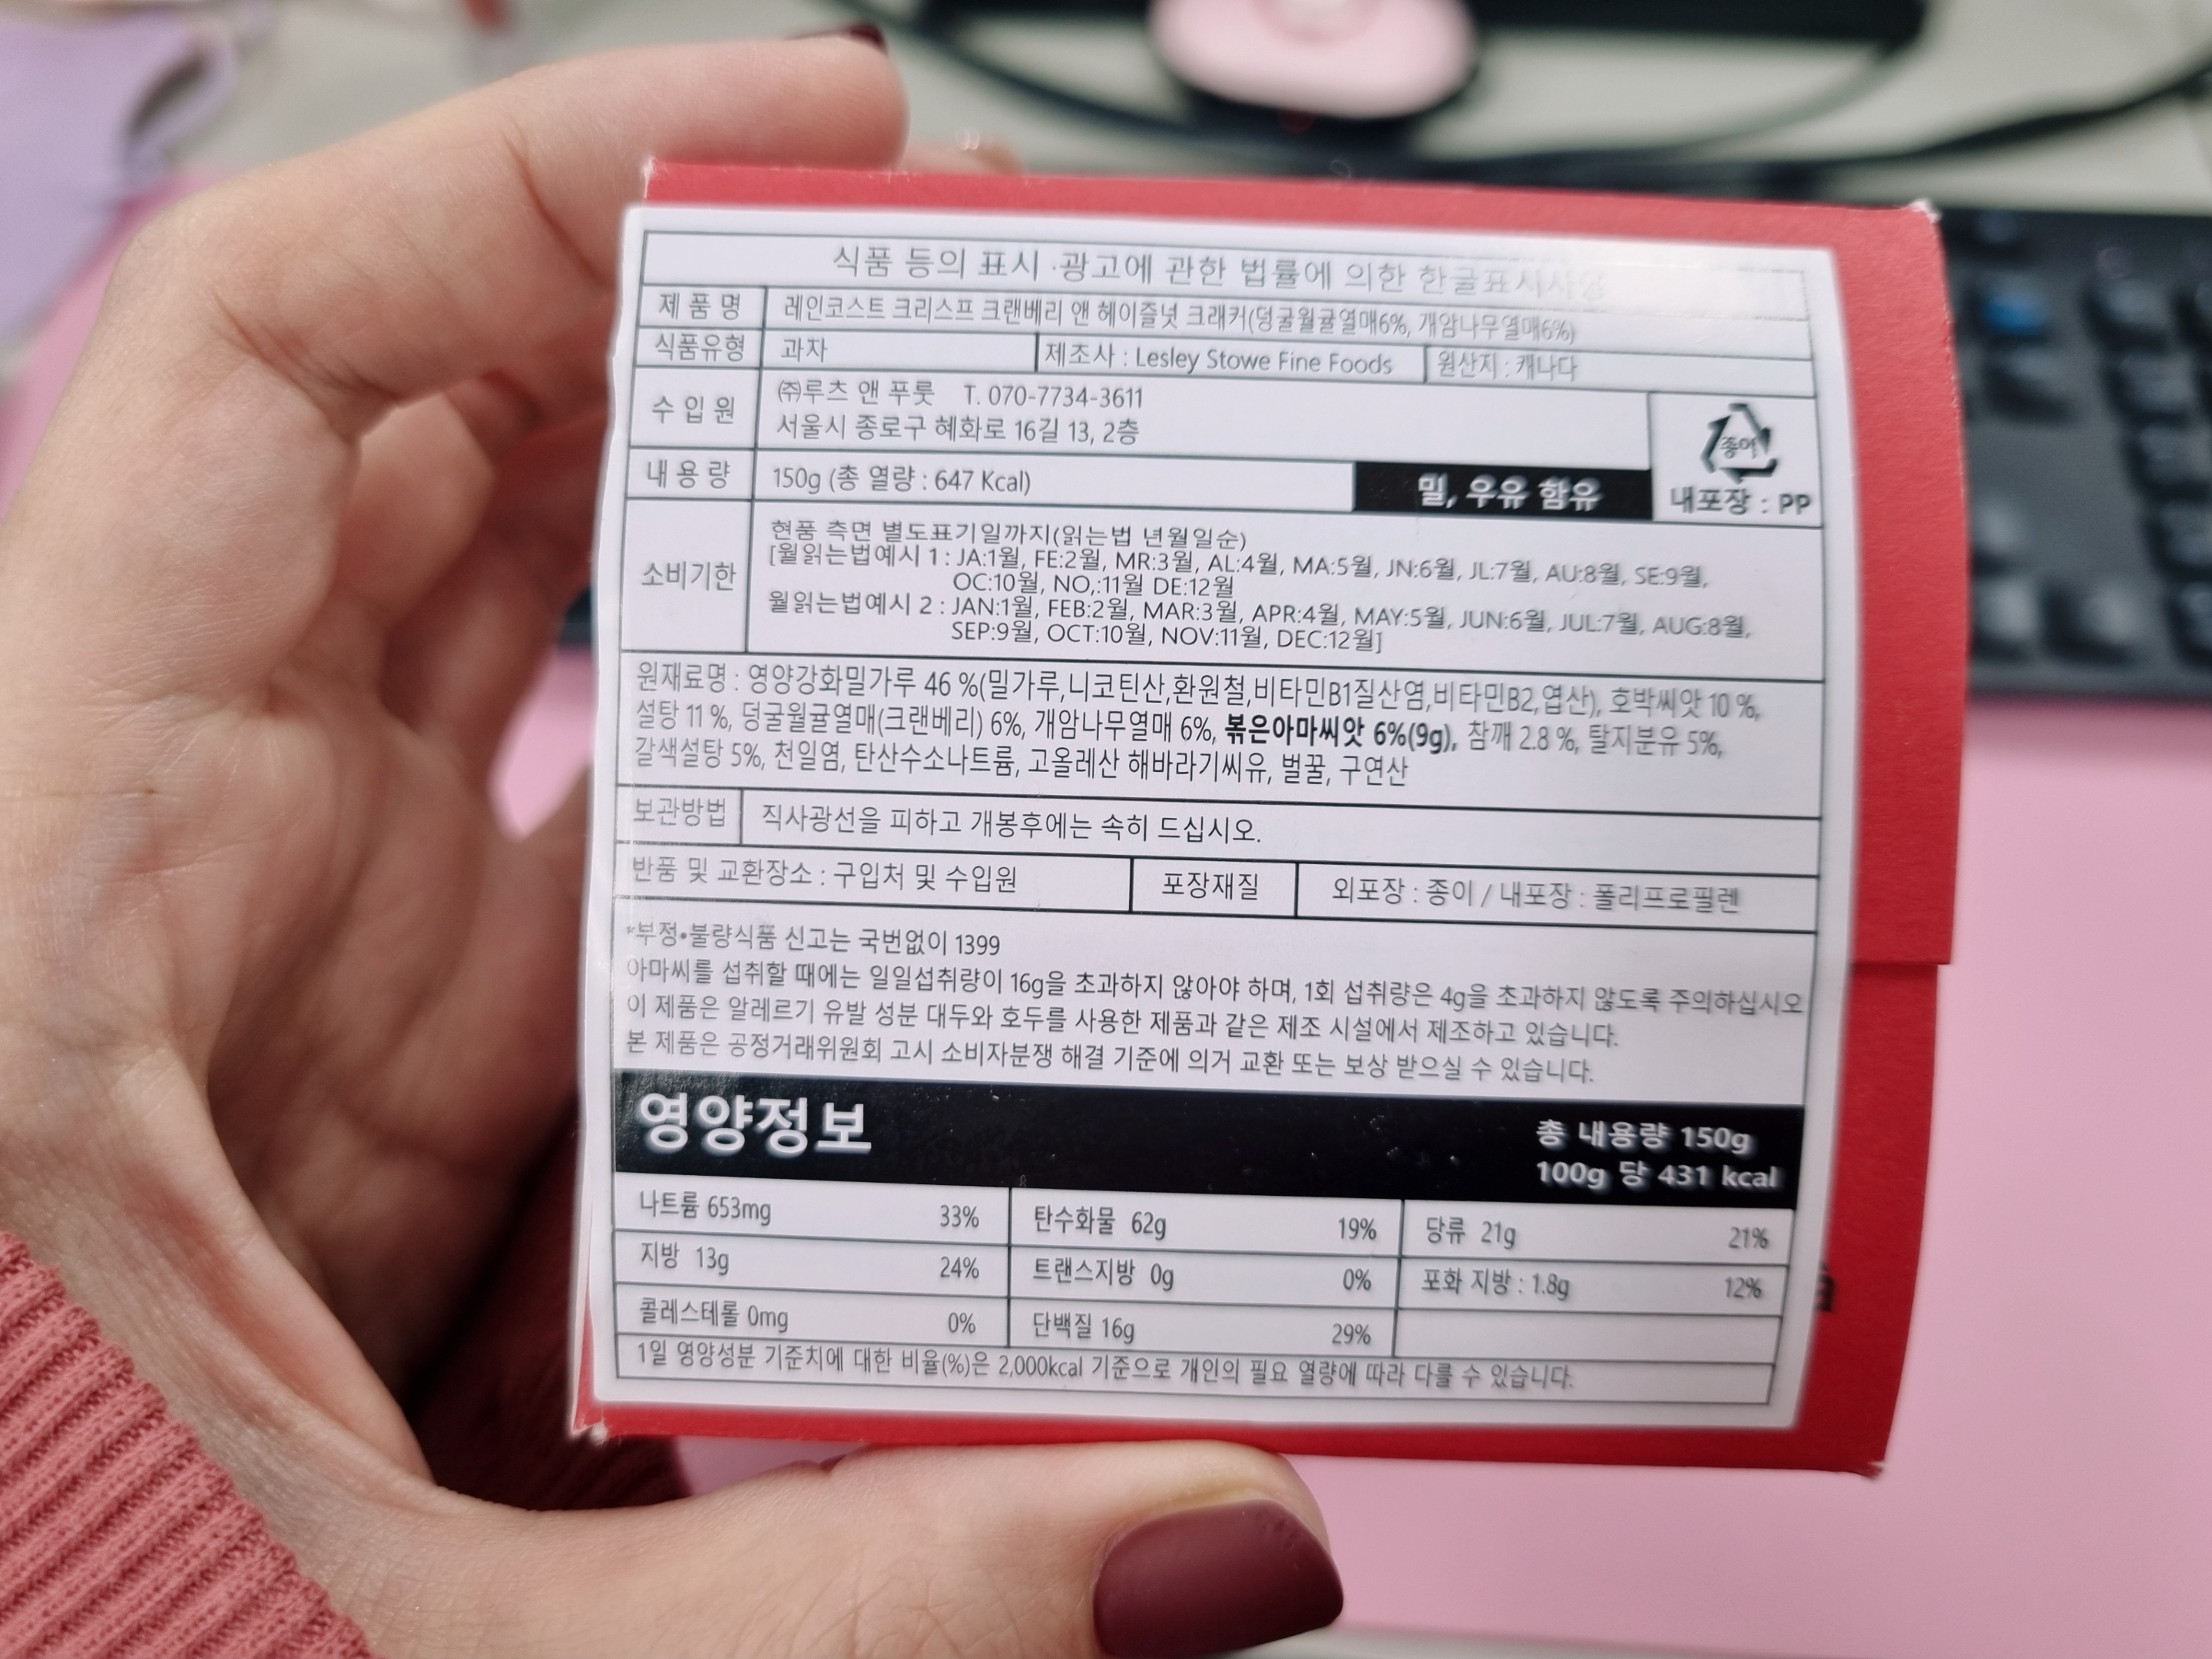 식품 등의 표시·광고에 관한 법률에 의한 한글표시사항
제 품 명 레인코스트 크리스프 크랜베리 앤 헤이즐넛 크래커(덩굴월귤열매6%, 개암나무열매6%)
식품유형 과자 제조사 : Lesley Stowe Fine Foods 원산지 : 캐나다
수 입 원 ㈜루츠 앤 푸룻 T. 070-7734-3611
서울시 종로구 혜화로 16길 13, 2층
종이
내포장 : PP
내 용 량 150g (총 열량 : 647 Kcal) 밀, 우유 함유
소비기한 현품 측면 별도표기일까지(읽는법 년월일순)
[월읽는법예시 1 : JA:1월, FE:2월, MR:3월, AL:4월, MA:5월, JN:6월, JL:7월, AU:8월, SE:9월,
OC:10월, NO,:11월 DE:12월
월읽는법예시 2 : JAN:1월, FEB:2월, MAR:3월, APR:4월, MAY:5월, JUN:6월, JUL:7월, AUG:8월,
SEP:9월, OCT:10월, NOV:11월, DEC:12월]
원재료명 : 영양강화밀가루 46 %(밀가루,니코틴산,환원철,비타민B1질산염,비타민B2,엽산), 호박씨앗 10 %,
설탕 11 %, 덩굴월귤열매(크랜베리) 6%, 개암나무열매 6%, 볶은아마씨앗 6%(9g), 참깨 2.8 %, 탈지분유 5%,
갈색설탕 5%, 천일염, 탄산수소나트륨, 고올레산 해바라기씨유, 벌꿀, 구연산
보관방법 직사광선을 피하고 개봉후에는 속히 드십시오.
반품 및 교환장소 : 구입처 및 수입원 포장재질 외포장 : 종이 / 내포장 : 폴리프로필렌
*부정•불량식품 신고는 국번없이 1399
아마씨를 섭취할 때에는 일일섭취량이 16g을 초과하지 않아야 하며, 1회 섭취량은 4g을 초과하지 않도록 주의하십시오
이 제품은 알레르기 유발 성분 대두와 호두를 사용한 제품과 같은 제조 시설에서 제조하고 있습니다.
본 제품은 공정거래위원회 고시 소비자분쟁 해결 기준에 의거 교환 또는 보상 받으실 수 있습니다.
영양정보 총 내용량 150g
100g 당 431 kcal
나트륨 653mg 33% 탄수화물 62g 19% 당류 21g 21%
지방 13g 24% 트랜스지방 0g 0% 포화 지방 : 1.8g 12%
콜레스테롤 0mg 0% 단백질 16g 29%
1일 영양성분 기준치에 대한 비율(%)은 2,000kcal 기준으로 개인의 필요 열량에 따라 다를 수 있습니다.